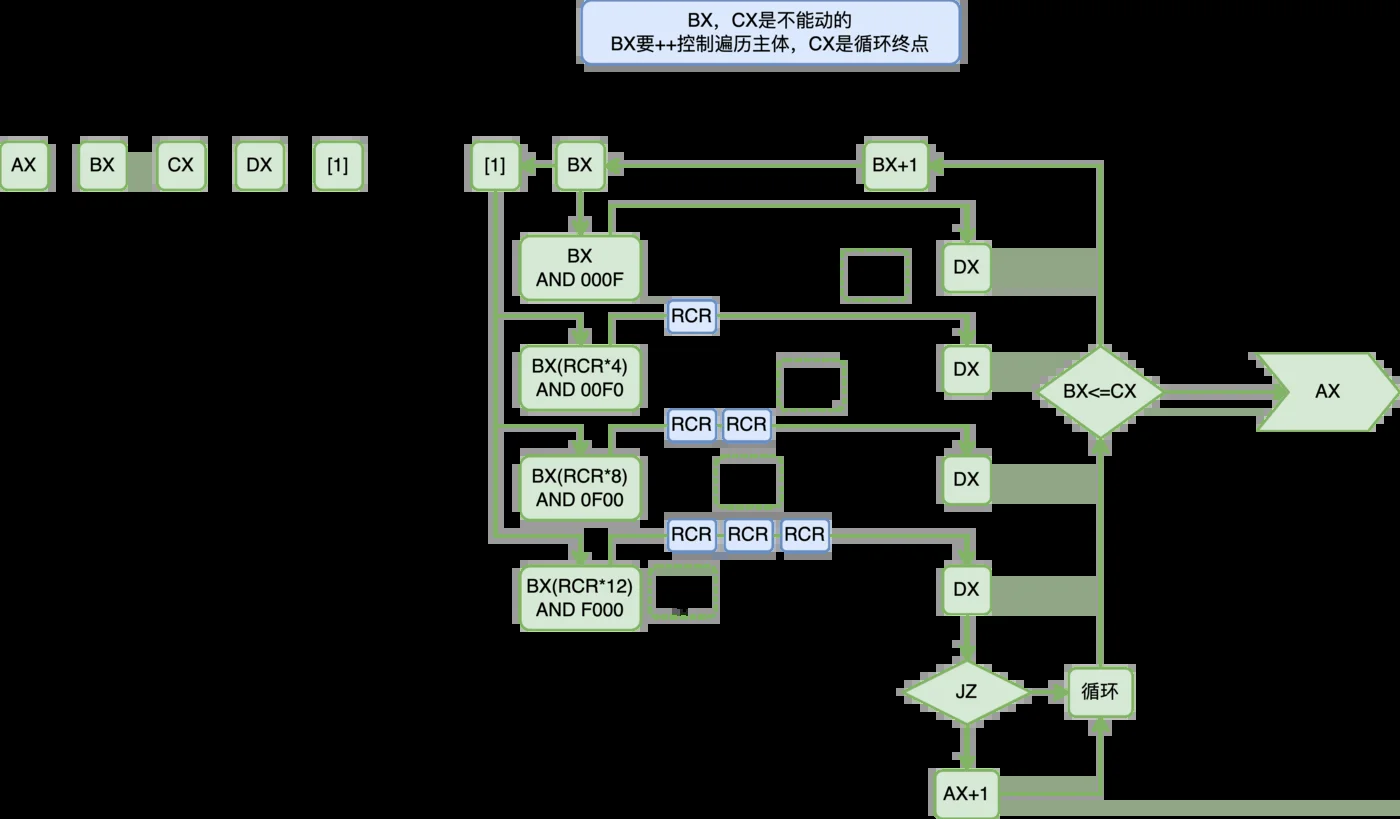 BX，CX是不能动的
BX要++控制遍历主体，CX是循环终点
AX
BX
CX
DX
[1]
[1]
BX
BX+1
BX
AND 000F
DX
RCR
BX(RCR*4)
AND 00F0
DX
BX<=CX
AX
RCR
RCR
BX(RCR*8)
AND 0F00
DX
RCR
RCR
RCR
BX(RCR*12)
AND F000
DX
JZ
循环
AX+1